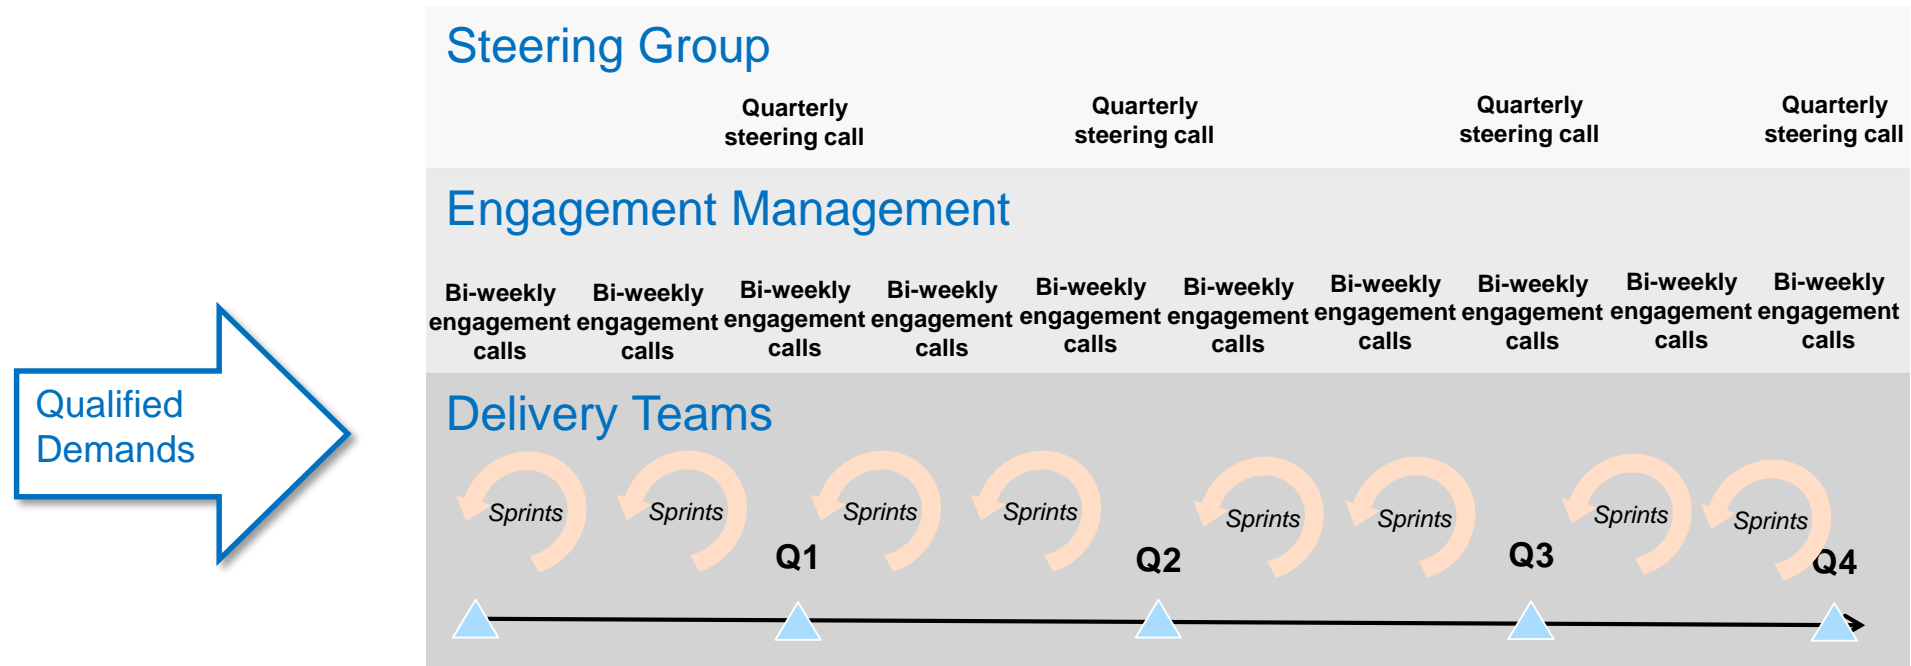 Steering Group
Quarterly
steering call
Quarterly
steering call
Quarterly
steering call
Quarterly
steering call
Engagement Management
Bi-weekly
engagement
calls
Bi-weekly
engagement
calls
Bi-weekly
engagement
calls
Bi-weekly
engagement
calls
Bi-weekly
engagement
calls
Bi-weekly
engagement
calls
Bi-weekly
engagement
calls
Bi-weekly
engagement
calls
Bi-weekly
engagement
calls
Bi-weekly
engagement
calls
Qualified
Demands
Delivery Teams
Sprints
Sprints
Sprints
Sprints
Sprints
Sprints
Sprints
Sprints
Q1
Q2
Q3
Q4